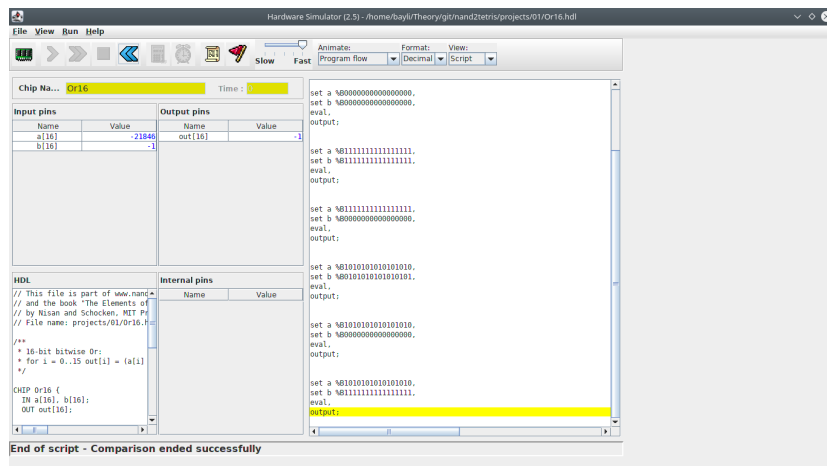 Hardware Simulator (2.5) - /home/bayli/Theory/git/nand2tetris/projects/01/Or16.hdl
File View Run Help
Slow Fast
Animate: Format: View:
Program flow Decimal Script
Chip Na... Or16 Time :
Input pins
Name Value
a[16] -21846
b[16] -1
Output pins
Name Value
out[16] -1
HDL
// This file is part of www.nand
// and the book "The Elements of
// by Nisan and Schocken, MIT Pr
// File name: projects/01/Or16.h
/**
* 16-bit bitwise Or:
* for i = 0..15 out[i] = (a[i]
*/
CHIP Or16 {
IN a[16], b[16];
OUT out[16];
Internal pins
Name Value
set a %B0000000000000000,
set b %B0000000000000000,
eval,
output;
set a %B1111111111111111,
set b %B1111111111111111,
eval,
output;
set a %B1111111111111111,
set b %B0000000000000000,
eval,
output;
set a %B1010101010101010,
set b %B0101010101010101,
eval,
output;
set a %B1010101010101010,
set b %B0000000000000000,
eval,
output;
set a %B1010101010101010,
set b %B1111111111111111,
eval,
output;
End of script - Comparison ended successfully